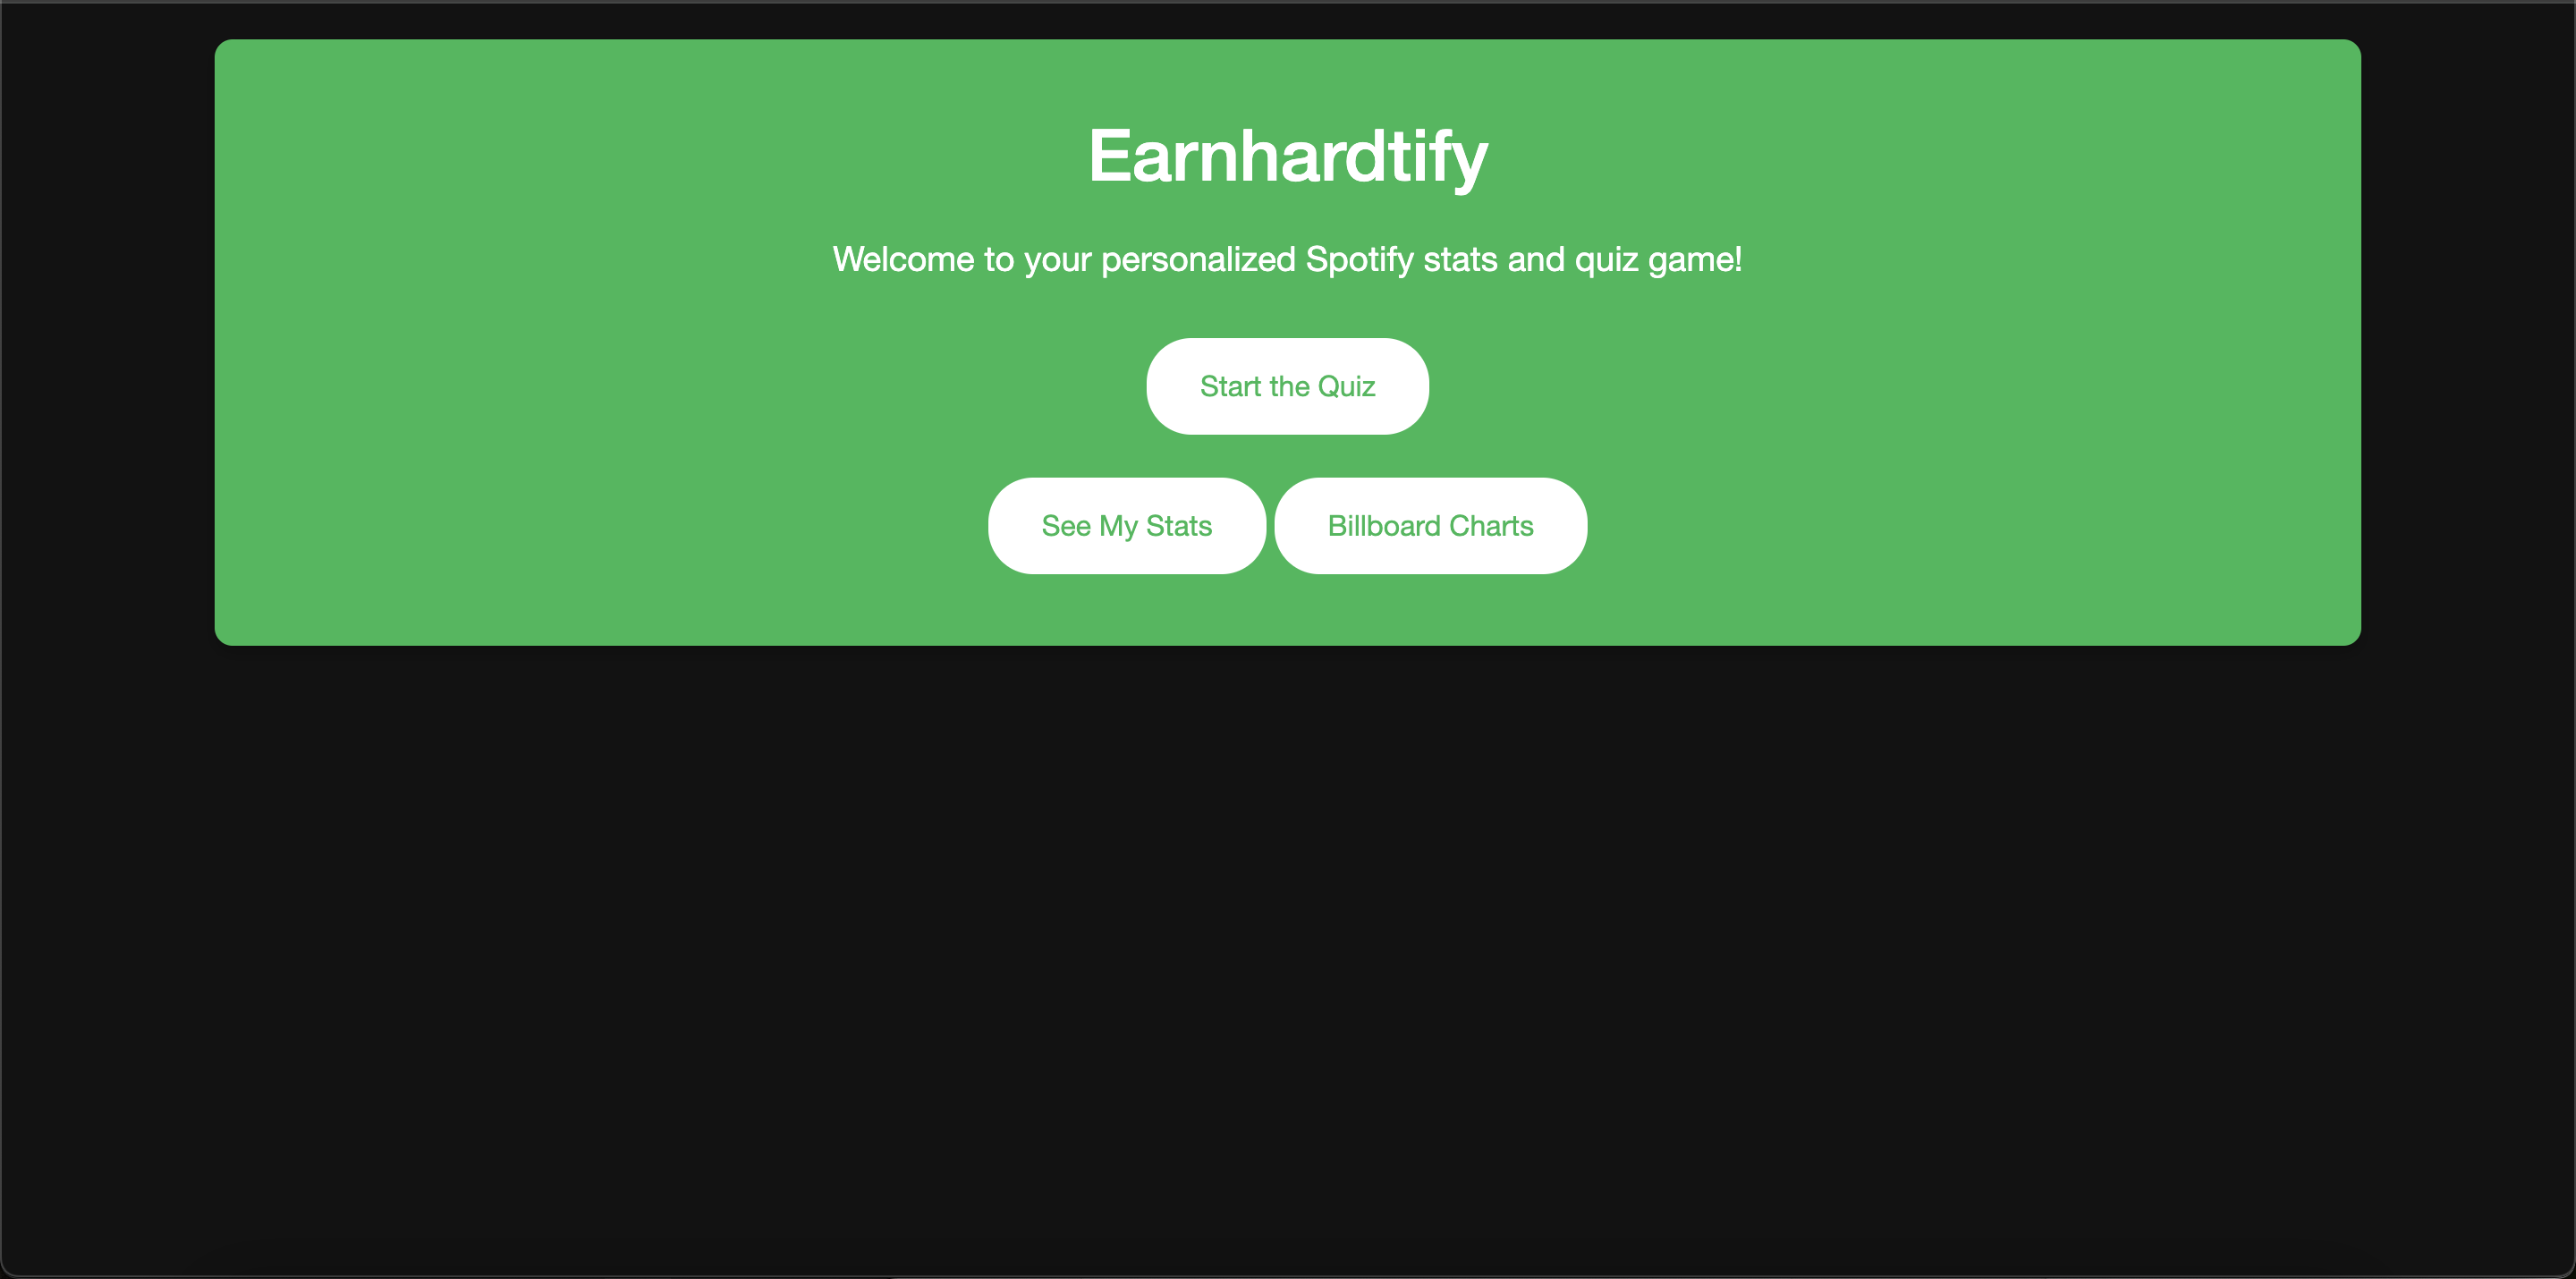 Earnhardtify
Welcome to your personalized Spotify stats and quiz game!
Start the Quiz
See My Stats
Billboard Charts